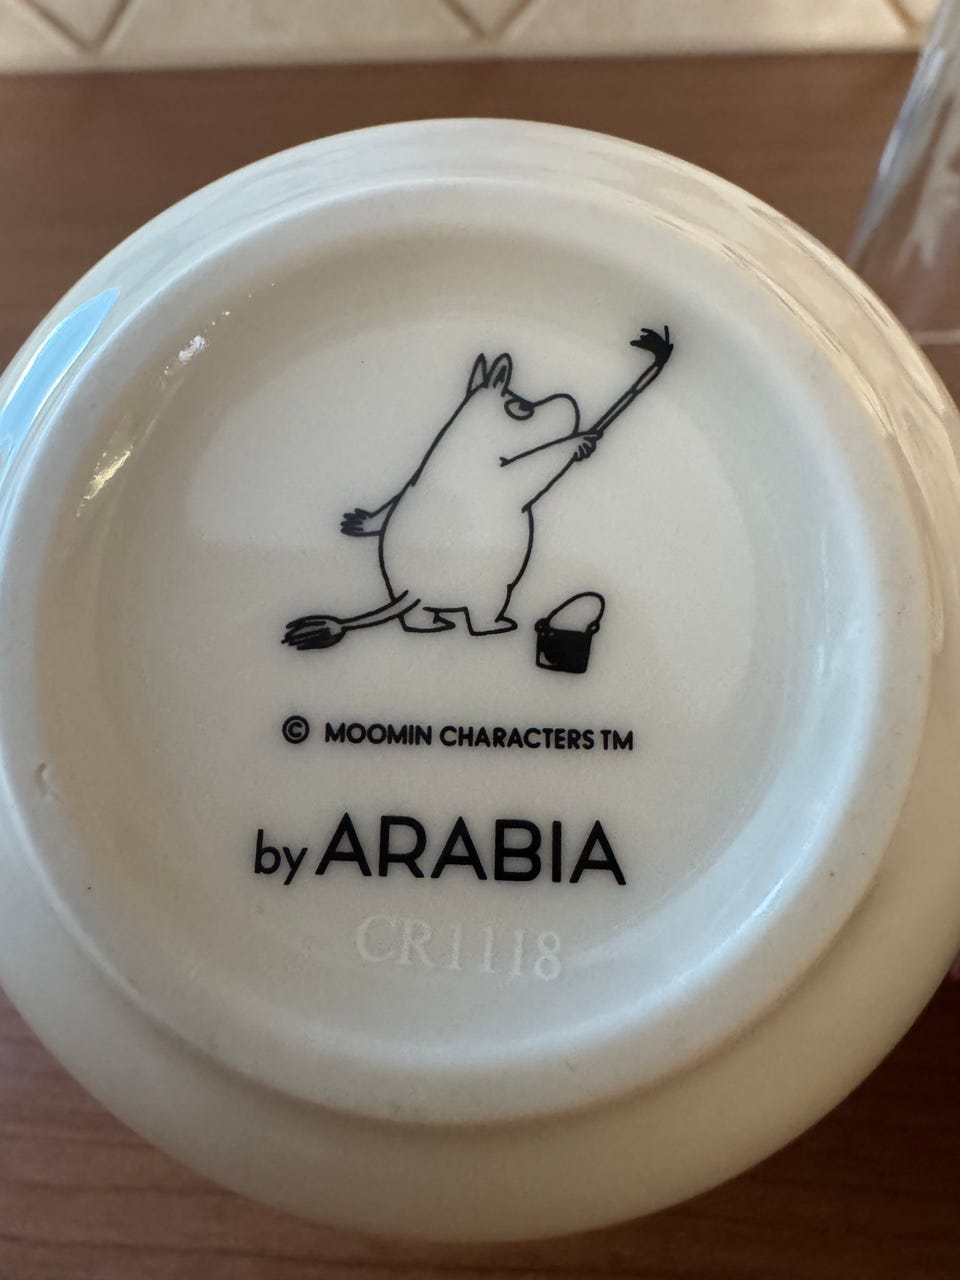 © MOOMIN CHARACTERS TM
by ARABIA
CR1118